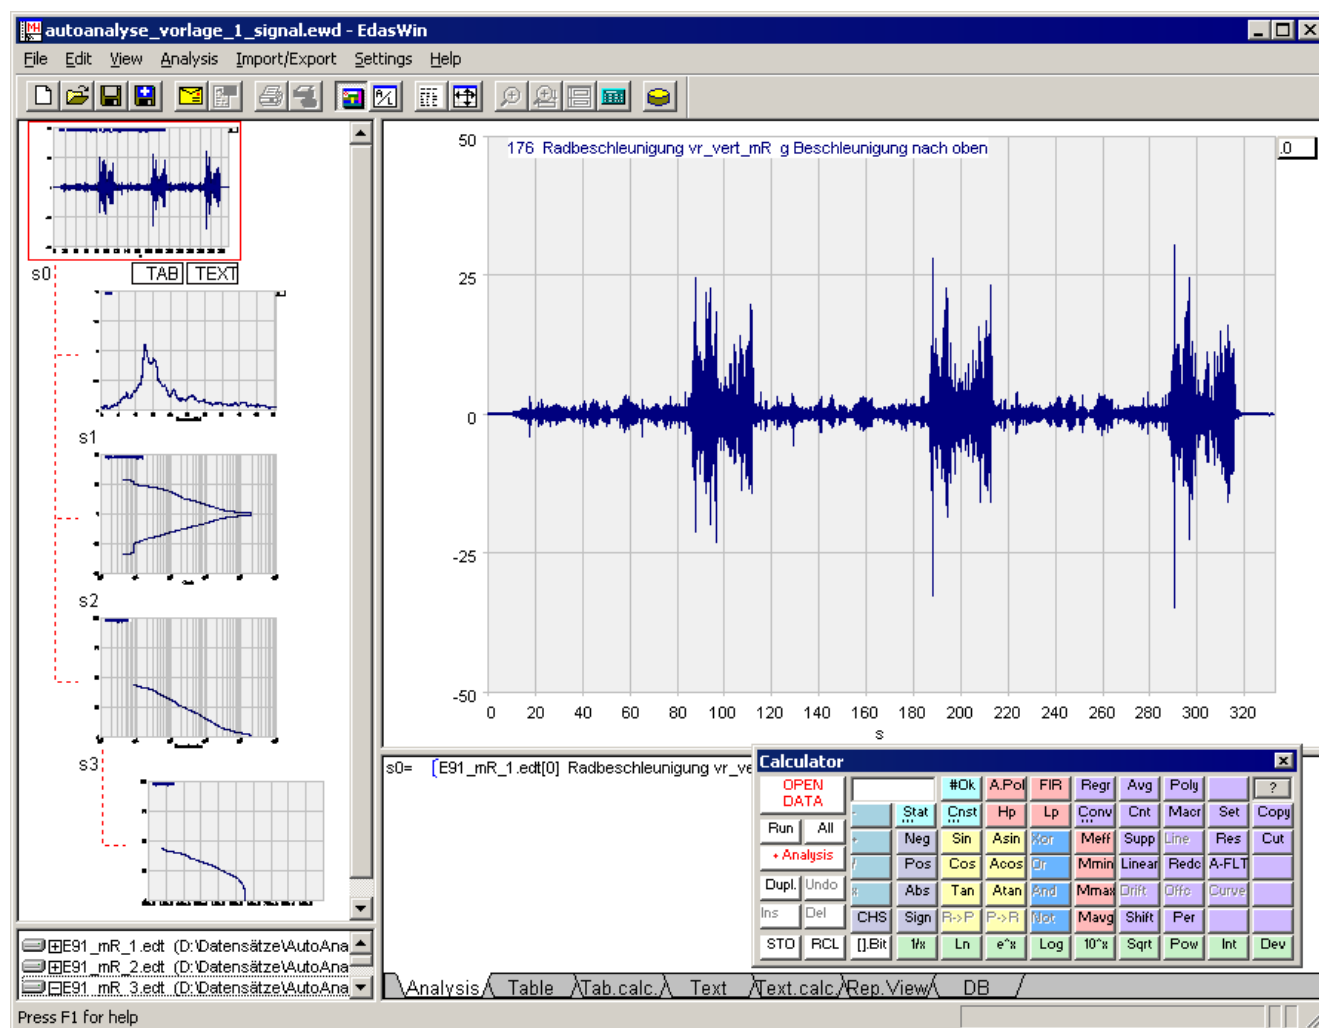 autoanalyse_vorlage_1_signal.ewd - EdasWin
File Edit View Analysis Import/Export Settings Help
s0 TAB TEXT
s1
s2
s3
176 Radbeschleunigung vr_vert_mR g Beschleunigung nach oben
.0
50
25
0
-25
-50
0 20 40 60 80 100 120 140 160 180 200 220 240 260 280 300 320
s
s0= [E91_mR_1.edt[0] Radbeschleunigung vr_ve
Calculator
OPEN DATA #Ok A.Pol FIR Regr Avg Poly ?
- Stat Cnst Hp Lp Conv Cnt Macr Set Copy
Run All + Neg Sin Asin Xor Meff Supp Line Res Cut
+ Analysis / Pos Cos Acos Or Mmin Linear Redc A-FLT
Dupl. Undo x Abs Tan Atan And Mmax Drift Offc Curve
Ins Del CHS Sign R->P P->R Not Mavg Shift Per
STO RCL [].Bit 1/x Ln e^x Log 10^x Sqrt Pow Int Dev
E91_mR_1.edt (D:\Datensätze\AutoAna
E91_mR_2.edt (D:\Datensätze\AutoAna
E91_mR_3.edt (D:\Datensätze\AutoAna
Analysis Table Tab.calc. Text Text.calc. Rep.View DB
Press F1 for help